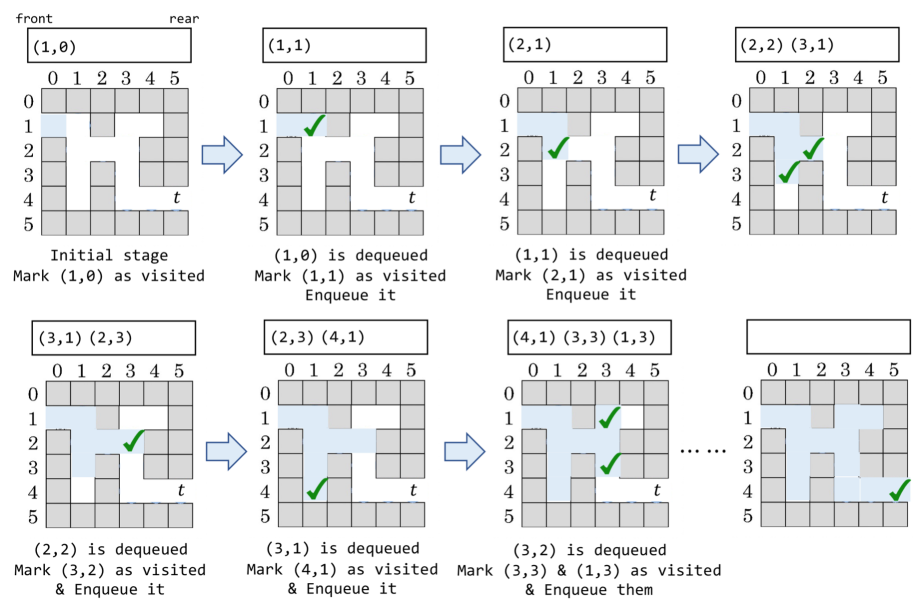 front rear
(1,0)
0 1 2 3 4 5
0
1
2
3
4
5
t
Initial stage
Mark (1,0) as visited
(1,1)
0 1 2 3 4 5
t
(1,0) is dequeued
Mark (1,1) as visited
Enqueue it
(2,1)
0 1 2 3 4 5
0
1
2
3
4
5
t
(1,1) is dequeued
Mark (2,1) as visited
Enqueue it
(2,2) (3,1)
0 1 2 3 4 5
0
1
2
3
4
5
t
(3,1) (2,3)
0 1 2 3 4 5
0
1
2
3
4
5
t
(2,2) is dequeued
Mark (3,2) as visited
& Enqueue it
(2,3) (4,1)
0 1 2 3 4 5
0
1
2
3
4
5
t
(3,1) is dequeued
Mark (4,1) as visited
& Enqueue it
(4,1) (3,3) (1,3)
0 1 2 3 4 5
0
1
2
3
4
5
t
(3,2) is dequeued
Mark (3,3) & (1,3) as visited
& Enqueue them
... ...
0 1 2 3 4 5
0
1
2
3
4
5